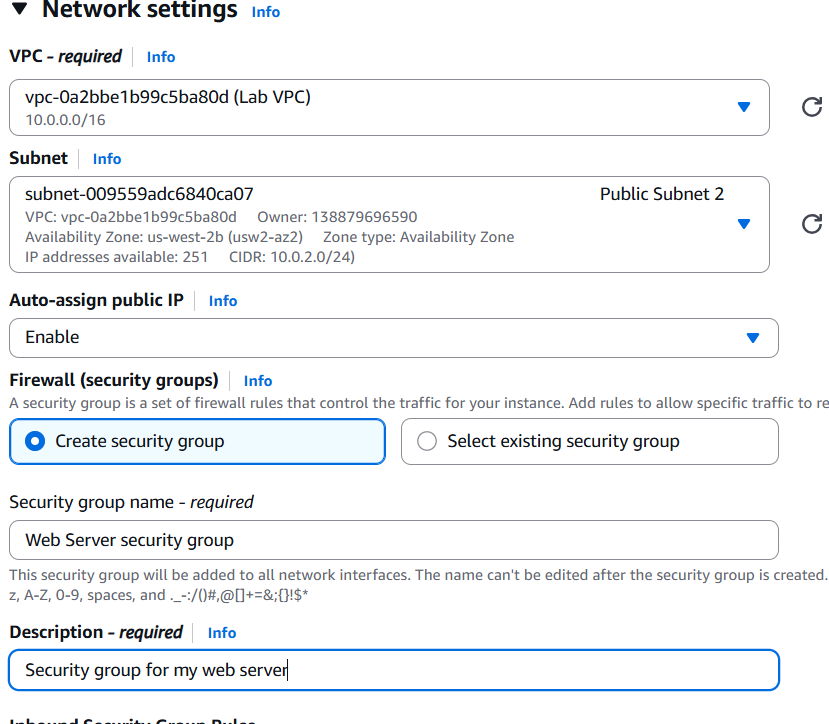 Network settings Info
VPC - required Info
vpc-0a2bbe1b99c5ba80d (Lab VPC)
10.0.0.0/16
Subnet Info
subnet-009559adc6840ca07 Public Subnet 2
VPC: vpc-0a2bbe1b99c5ba80d Owner: 138879696590
Availability Zone: us-west-2b (usw2-az2) Zone type: Availability Zone
IP addresses available: 251 CIDR: 10.0.2.0/24)
Auto-assign public IP Info
Enable
Firewall (security groups) Info
A security group is a set of firewall rules that control the traffic for your instance. Add rules to allow specific traffic to re
Create security group Select existing security group
Security group name - required
Web Server security group
This security group will be added to all network interfaces. The name can't be edited after the security group is created.
z, A-Z, 0-9, spaces, and ._-:/()#,@[]+=&;{}!$*
Description - required Info
Security group for my web server
Inbound Security Group Rules